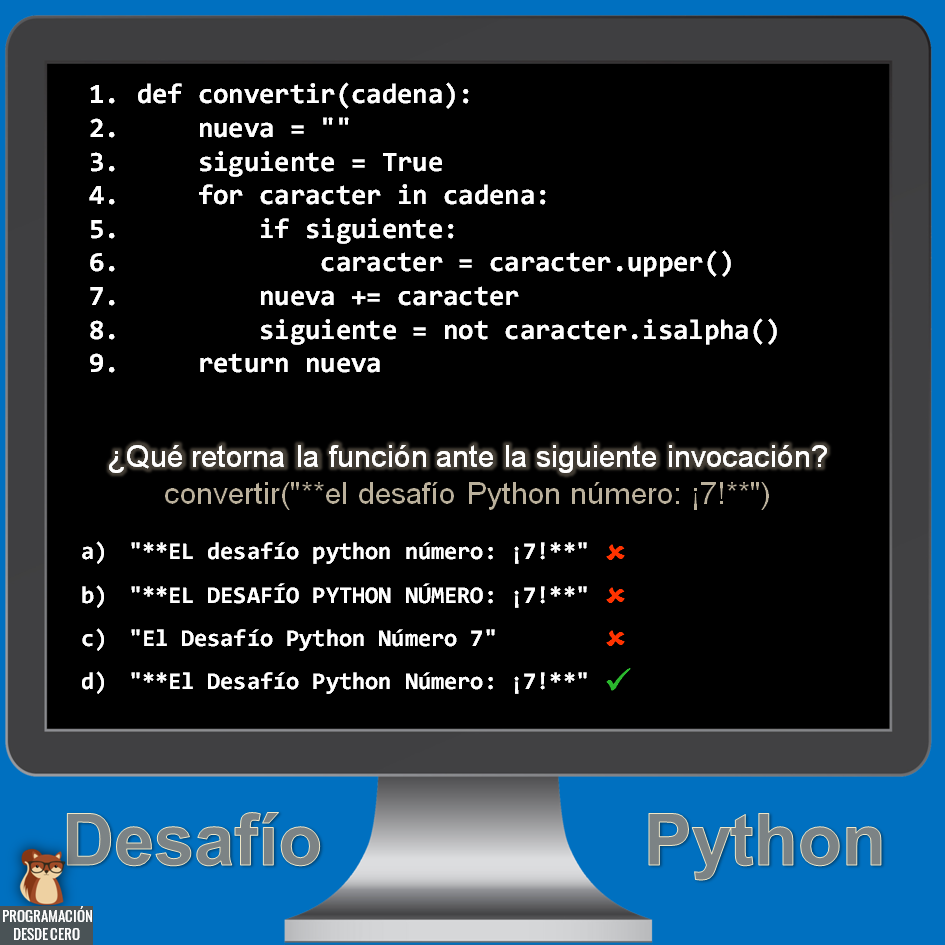 1. def convertir(cadena):
2.     nueva = ""
3.     siguiente = True
4.     for caracter in cadena:
5.         if siguiente:
6.             caracter = caracter.upper()
7.         nueva += caracter
8.         siguiente = not caracter.isalpha()
9.     return nueva
¿Qué retorna la función ante la siguiente invocación?
convertir("**el desafío Python número: ¡7!**")
a) "**EL desafío python número: ¡7!**" ✘
b) "**EL DESAFÍO PYTHON NÚMERO: ¡7!**" ✘
c) "El Desafío Python Número 7" ✘
d) "**El Desafío Python Número: ¡7!**" ✓
Desafío Python
PROGRAMACIÓN
DESDE CERO